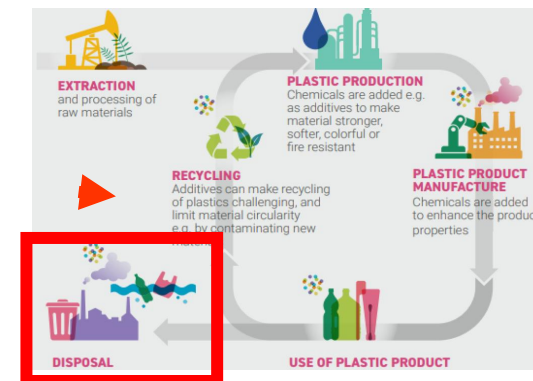 EXTRACTION
and processing of
raw materials
PLASTIC PRODUCTION
Chemicals are added e.g.
as additives to make
material stronger,
softer, colorful or
fire resistant
RECYCLING
Additives can make recycling
of plastics challenging, and
limit material circularity
e.g. by contaminating new
PLASTIC PRODUCT
MANUFACTURE
Chemicals are added
to enhance the produc
properties
DISPOSAL
USE OF PLASTIC PRODUCT